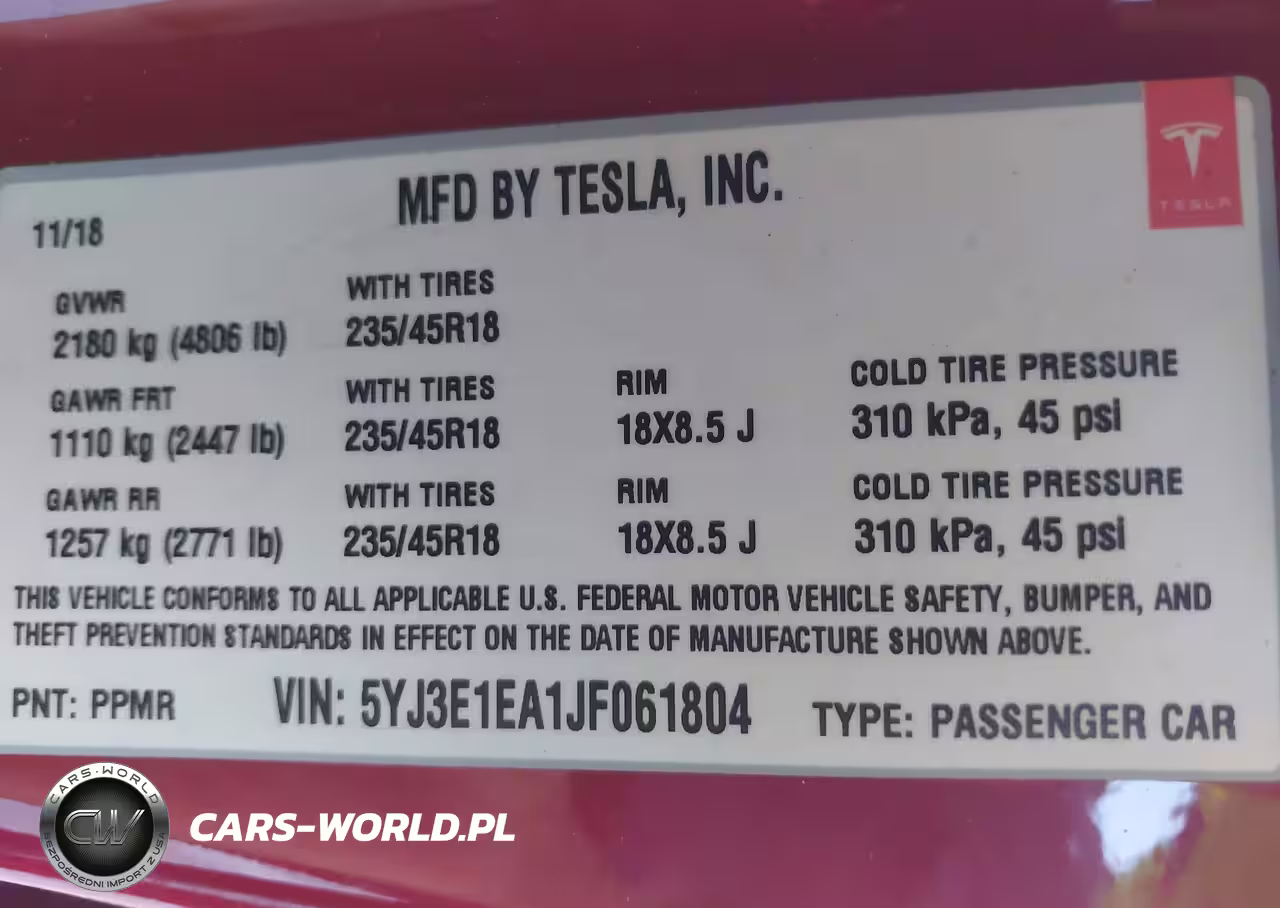 MFD BY TESLA, INC.
TESLA
11/18
GVWR WITH TIRES
2180 kg (4806 lb) 235/45R18
GAWR FRT WITH TIRES RIM COLD TIRE PRESSURE
1110 kg (2447 lb) 235/45R18 18X8.5 J 310 kPa, 45 psi
GAWR RR WITH TIRES RIM COLD TIRE PRESSURE
1257 kg (2771 lb) 235/45R18 18X8.5 J 310 kPa, 45 psi
THIS VEHICLE CONFORMS TO ALL APPLICABLE U.S. FEDERAL MOTOR VEHICLE SAFETY, BUMPER, AND
THEFT PREVENTION STANDARDS IN EFFECT ON THE DATE OF MANUFACTURE SHOWN ABOVE.
PNT: PPMR VIN: 5YJ3E1EA1JF061804 TYPE: PASSENGER CAR
CARS-WORLD
CW
BEZPOŚREDNI IMPORT Z USA
CARS-WORLD.PL